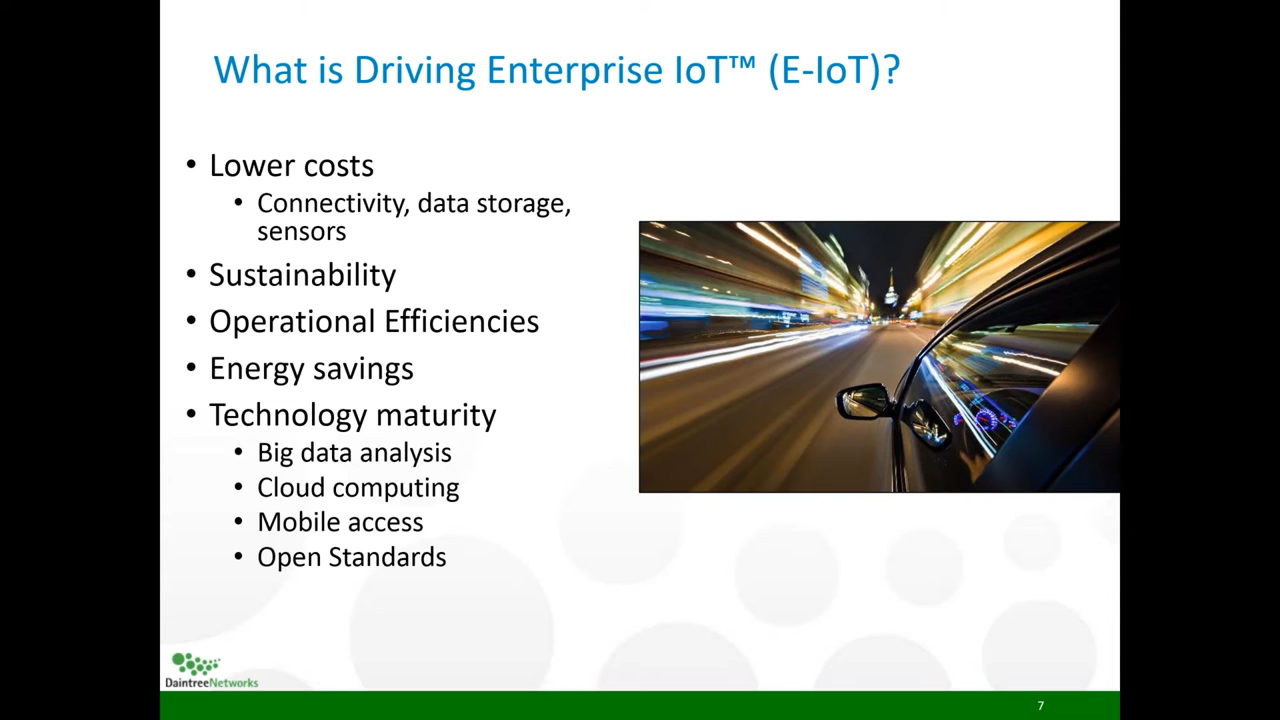 What is Driving Enterprise IoT™ (E-IoT)?
• Lower costs
• Connectivity, data storage,
sensors
• Sustainability
• Operational Efficiencies
• Energy savings
• Technology maturity
• Big data analysis
• Cloud computing
• Mobile access
• Open Standards
DaintreeNetworks
7